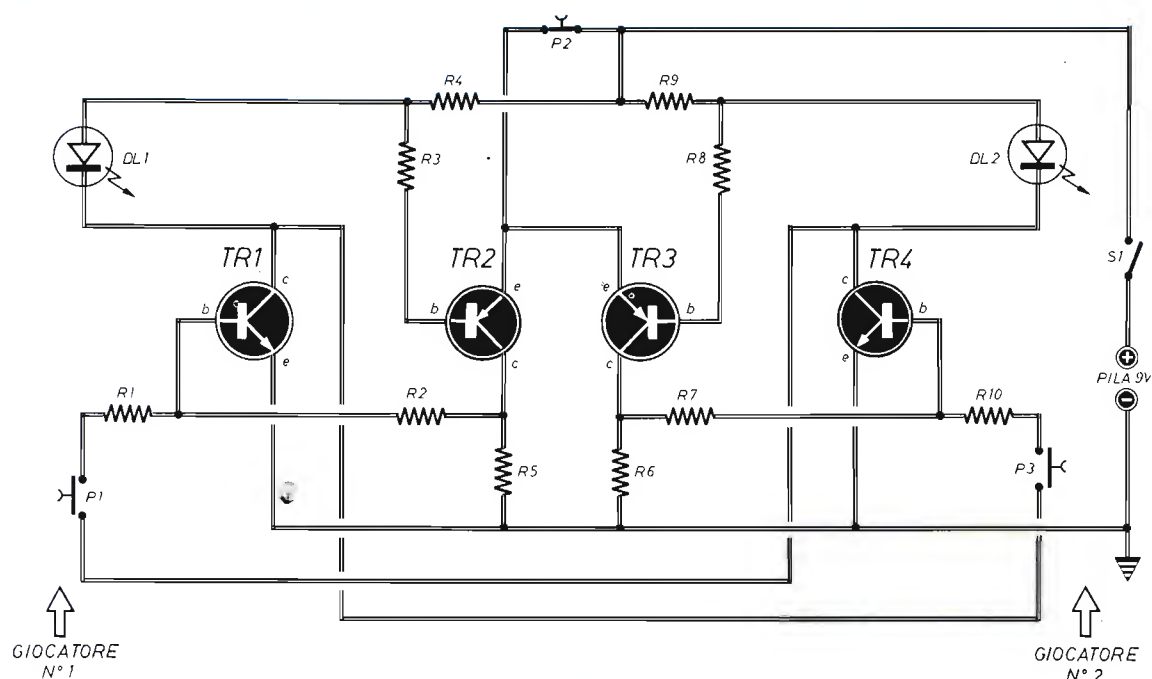 P2
R4
R9
DL1
R3
R8
DL2
TR1
TR2
TR3
TR4
S1
c
e
e
c
b
b
b
b
e
c
c
e
+
PILA 9V
-
R1
R2
R7
R10
R5
R6
P1
P3
GIOCATORE
N° 1
GIOCATORE
N° 2